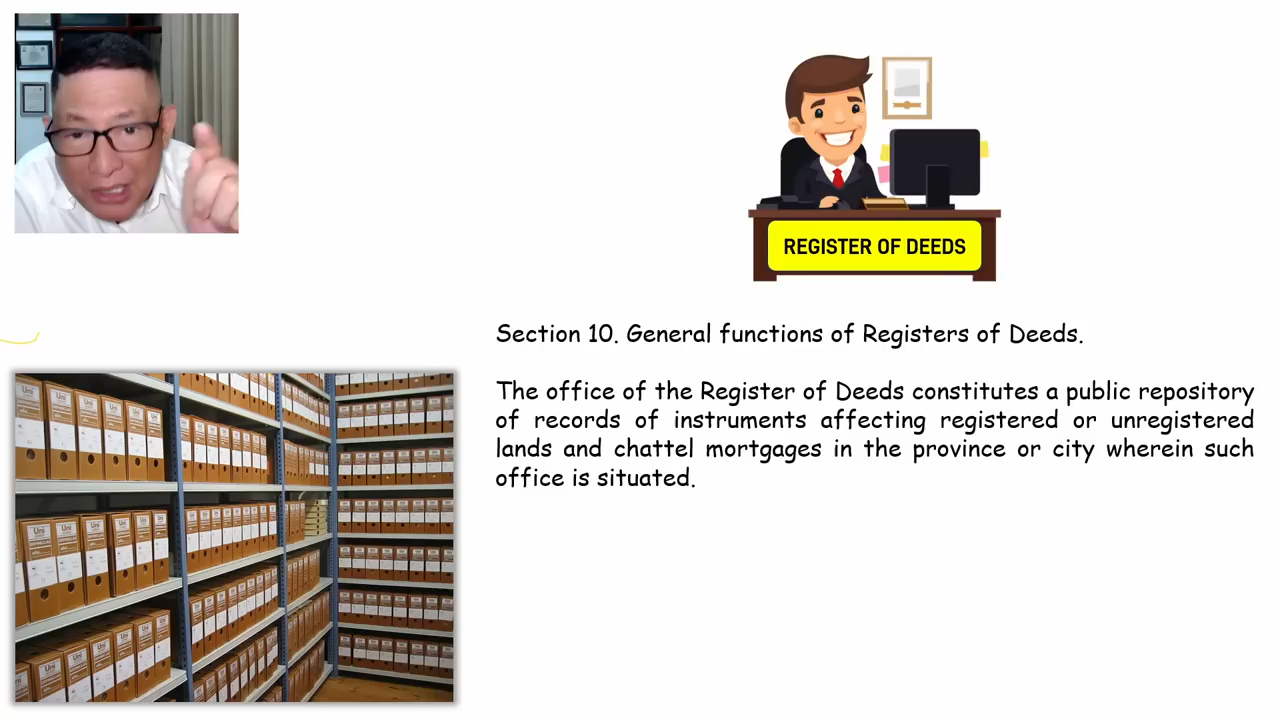 REGISTER OF DEEDS
Section 10. General functions of Registers of Deeds.
The office of the Register of Deeds constitutes a public repository
of records of instruments affecting registered or unregistered
lands and chattel mortgages in the province or city wherein such
office is situated.